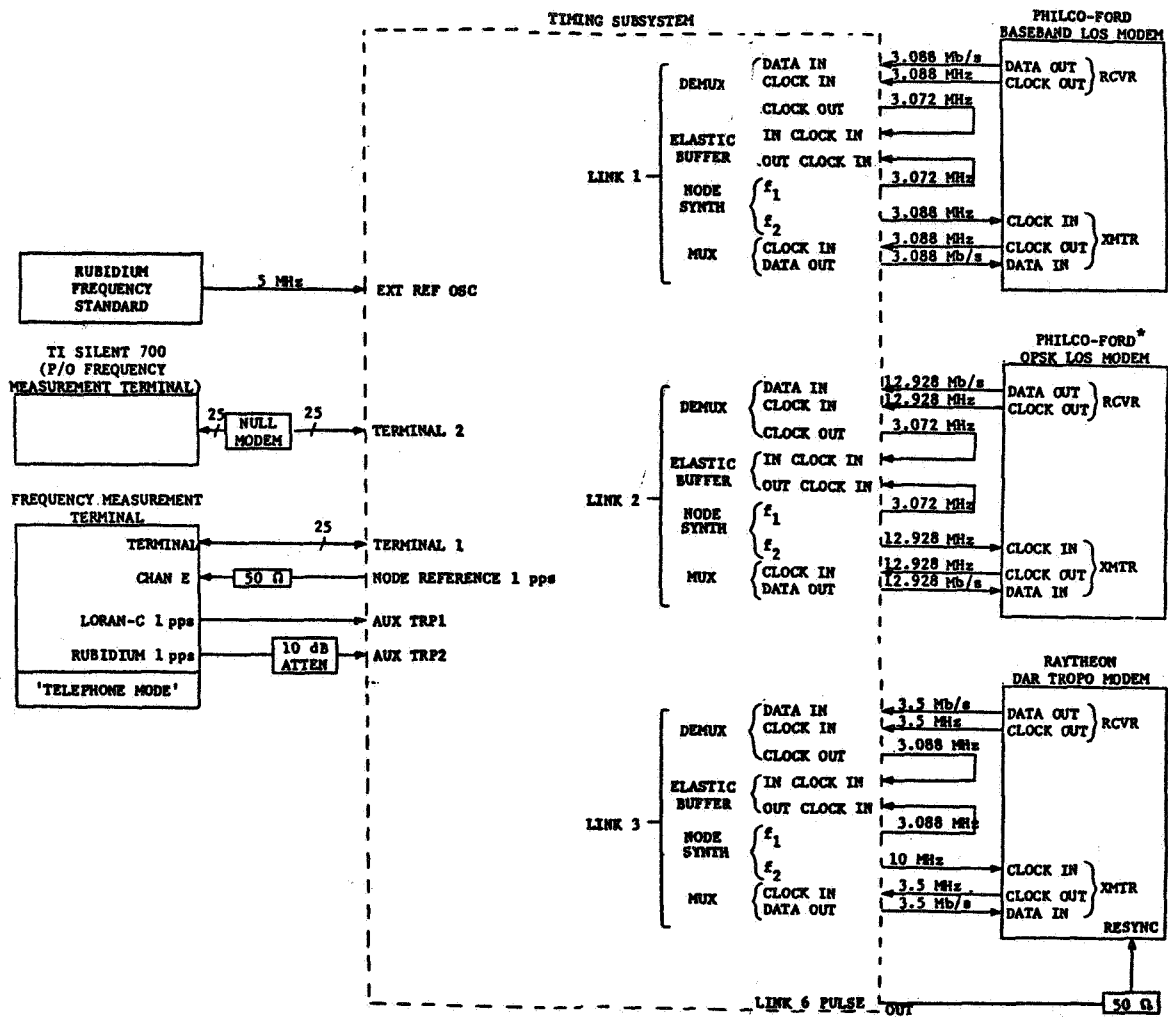 TIMING SUBSYSTEM
PHILCO-FORD
BASEBAND LOS MODEM
LINK 1
DEMUX
DATA IN
CLOCK IN
CLOCK OUT
ELASTIC
BUFFER
IN CLOCK IN
OUT CLOCK IN
NODE
SYNTH
f1
f2
MUX
CLOCK IN
DATA OUT
3.088 Mb/s
3.088 MHz
3.072 MHz
3.072 MHz
3.088 MHz
3.088 MHz
3.088 Mb/s
DATA OUT
CLOCK OUT
RCVR
CLOCK IN
CLOCK OUT
DATA IN
XMTR
RUBIDIUM
FREQUENCY
STANDARD
5 MHz
EXT REF OSC
TI SILENT 700
(P/O FREQUENCY
MEASUREMENT TERMINAL)
25
NULL
MODEM
25
TERMINAL 2
FREQUENCY MEASUREMENT
TERMINAL
TERMINAL
25
TERMINAL 1
CHAN E
50 Ω
NODE REFERENCE 1 pps
LORAN-C 1 pps
AUX TRP1
RUBIDIUM 1 pps
10 dB
ATTEN
AUX TRP2
'TELEPHONE MODE'
PHILCO-FORD*
QPSK LOS MODEM
LINK 2
DEMUX
DATA IN
CLOCK IN
CLOCK OUT
ELASTIC
BUFFER
IN CLOCK IN
OUT CLOCK IN
NODE
SYNTH
f1
f2
MUX
CLOCK IN
DATA OUT
12.928 Mb/s
12.928 MHz
3.072 MHz
3.072 MHz
12.928 MHz
12.928 MHz
12.928 Mb/s
DATA OUT
CLOCK OUT
RCVR
CLOCK IN
CLOCK OUT
DATA IN
XMTR
RAYTHEON
DAR TROPO MODEM
LINK 3
DEMUX
DATA IN
CLOCK IN
CLOCK OUT
ELASTIC
BUFFER
IN CLOCK IN
OUT CLOCK IN
NODE
SYNTH
f1
f2
MUX
CLOCK IN
DATA OUT
3.5 Mb/s
3.5 MHz
3.088 MHz
3.088 MHz
10 MHz
3.5 MHz
3.5 Mb/s
DATA OUT
CLOCK OUT
RCVR
CLOCK IN
CLOCK OUT
DATA IN
XMTR
RESYNC
LINK 6 PULSE OUT
50 Ω